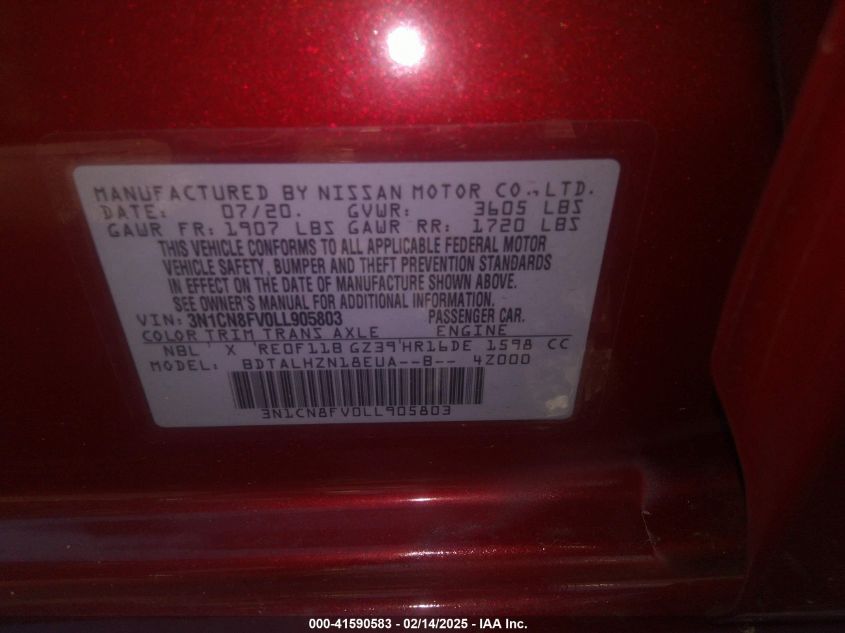 MANUFACTURED BY NISSAN MOTOR CO.,LTD.
DATE: 07/20. GVWR: 3605 LBS
GAWR FR: 1907 LBS GAWR RR: 1720 LBS
THIS VEHICLE CONFORMS TO ALL APPLICABLE FEDERAL MOTOR
VEHICLE SAFETY, BUMPER AND THEFT PREVENTION STANDARDS
IN EFFECT ON THE DATE OF MANUFACTURE SHOWN ABOVE.
SEE OWNER'S MANUAL FOR ADDITIONAL INFORMATION.
VIN: 3N1CN8FV0LL905803 PASSENGER CAR.
COLOR TRIM TRANS AXLE ENGINE
NBL X RE0F11B GZ39 HR16DE 1598 CC
MODEL: BDTALHZN18EUA--B-- 4Z000
3N1CN8FV0LL905803
000-41590583 - 02/14/2025 - IAA Inc.